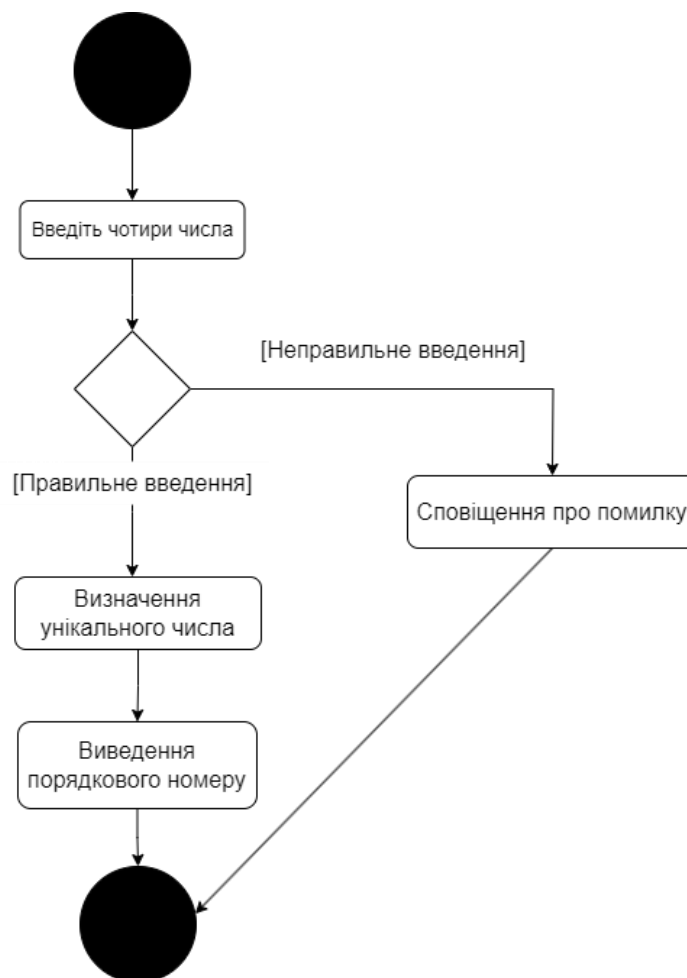 Введіть чотири числа
[Неправильне введення]
[Правильне введення]
Сповіщення про помилку
Визначення
унікального числа
Виведення
порядкового номеру